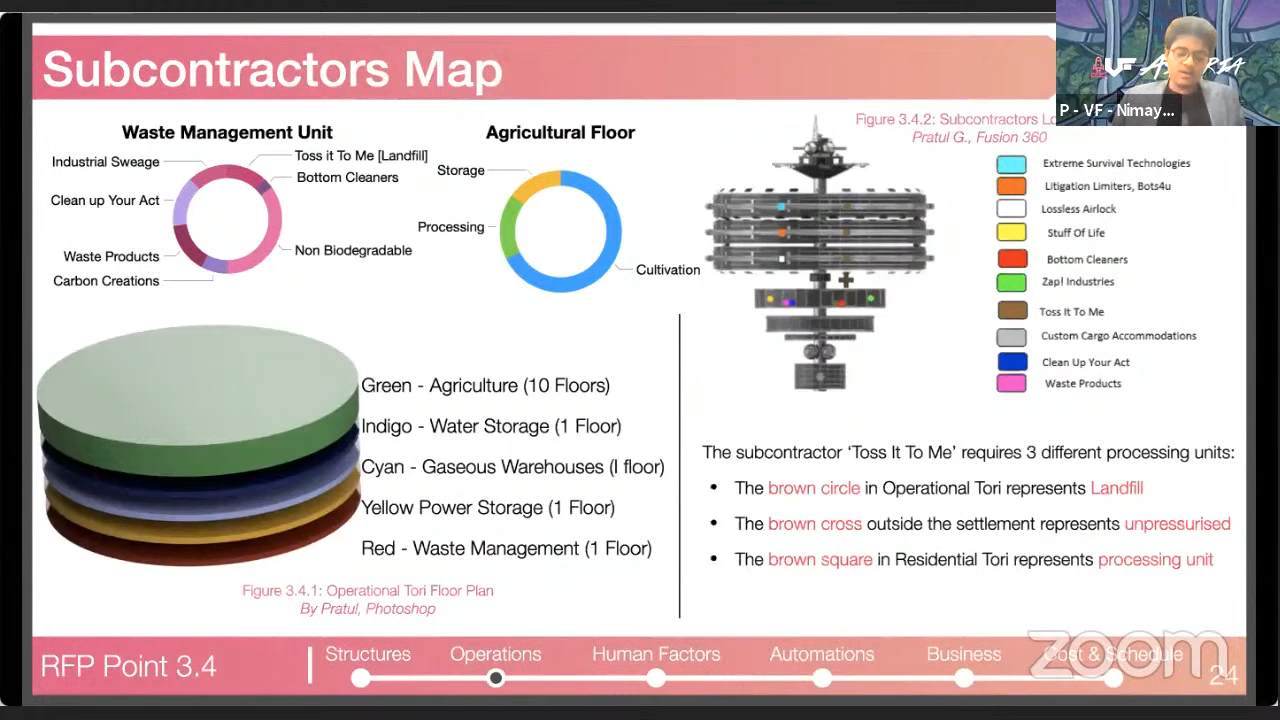 Subcontractors Map
P - VF - Nimay...
Waste Management Unit
Industrial Sweage
Toss it To Me [Landfill]
Bottom Cleaners
Clean up Your Act
Non Biodegradable
Waste Products
Carbon Creations
Agricultural Floor
Storage
Processing
Cultivation
Figure 3.4.2: Subcontractors
Pratul G., Fusion 360
Extreme Survival Technologies
Litigation Limiters, Bots4u
Lossless Airlock
Stuff Of Life
Bottom Cleaners
Zap! Industries
Toss It To Me
Custom Cargo Accommodations
Clean Up Your Act
Waste Products
Green - Agriculture (10 Floors)
Indigo - Water Storage (1 Floor)
Cyan - Gaseous Warehouses (I floor)
Yellow Power Storage (1 Floor)
Red - Waste Management (1 Floor)
Figure 3.4.1: Operational Tori Floor Plan
By Pratul, Photoshop
The subcontractor ‘Toss It To Me’ requires 3 different processing units:
• The brown circle in Operational Tori represents Landfill
• The brown cross outside the settlement represents unpressurised
• The brown square in Residential Tori represents processing unit
RFP Point 3.4
Structures
Operations
Human Factors
Automations
Business
Cost & Schedule
zoom
24